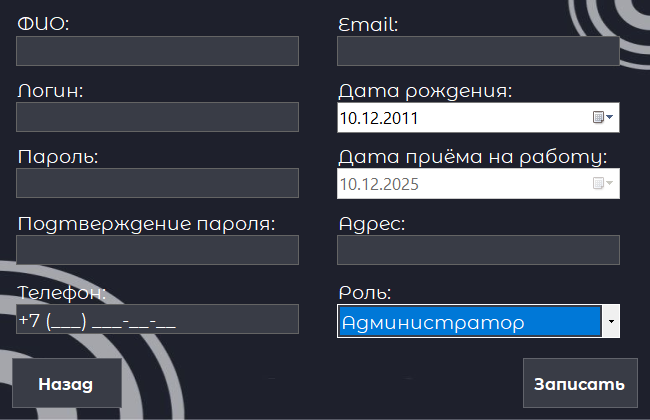 ФИО:
Email:
Логин:
Дата рождения:
10.12.2011
Пароль:
Дата приёма на работу:
10.12.2025
Подтверждение пароля:
Адрес:
Телефон:
Роль:
+7 (___) ___-__-__
Администратор
Назад
Записать